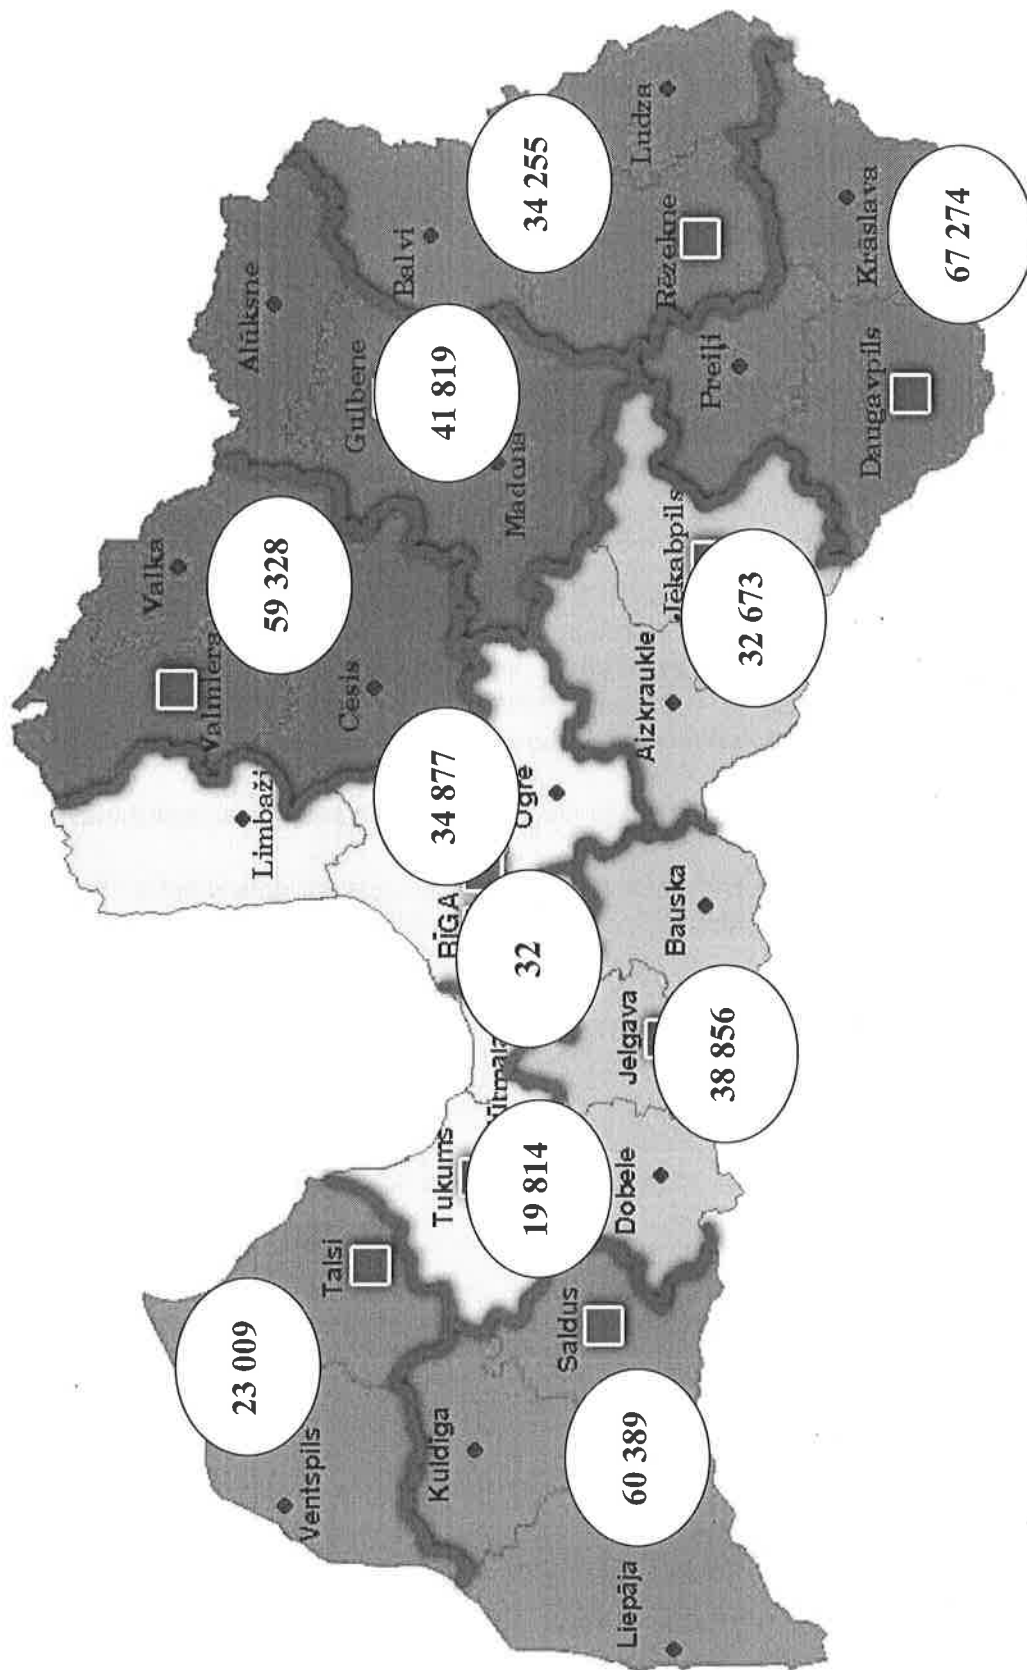 Valka
Valmiera
23 009
Alūksne
Limbaži
59 328
Ventspils
Talsi
Cēsis
Gulbene
Balvi
34 877
41 819
Kuldīga
Tukums
RĪGA
Jūrmala
Madona
Ogre
32
19 814
34 255
Saldus
Dobele
Liepāja
Jelgava
60 389
Ludza
Aizkraukle
Rēzekne
Jēkabpils
Bauska
Preiļi
38 856
32 673
Krāslava
Daugavpils
67 274